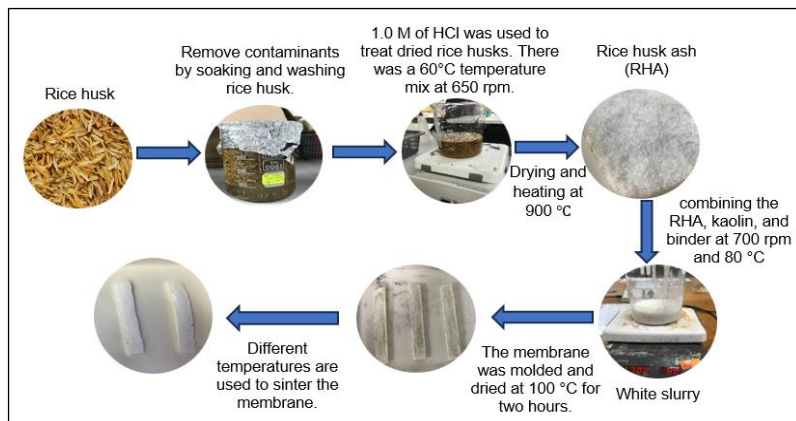 Rice husk
Remove contaminants
by soaking and washing
rice husk.
1.0 M of HCl was used to
treat dried rice husks. There
was a 60°C temperature
mix at 650 rpm.
Drying and
heating at
900 °C
Rice husk ash
(RHA)
combining the
RHA, kaolin, and
binder at 700 rpm
and 80 °C
White slurry
The membrane
was molded and
dried at 100 °C for
two hours.
Different
temperatures are
used to sinter the
membrane.